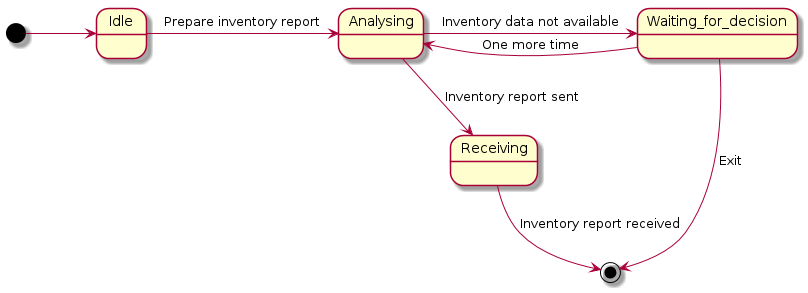 Idle
Prepare inventory report
Analysing
Inventory data not available
Waiting_for_decision
One more time
Inventory report sent
Receiving
Exit
Inventory report received